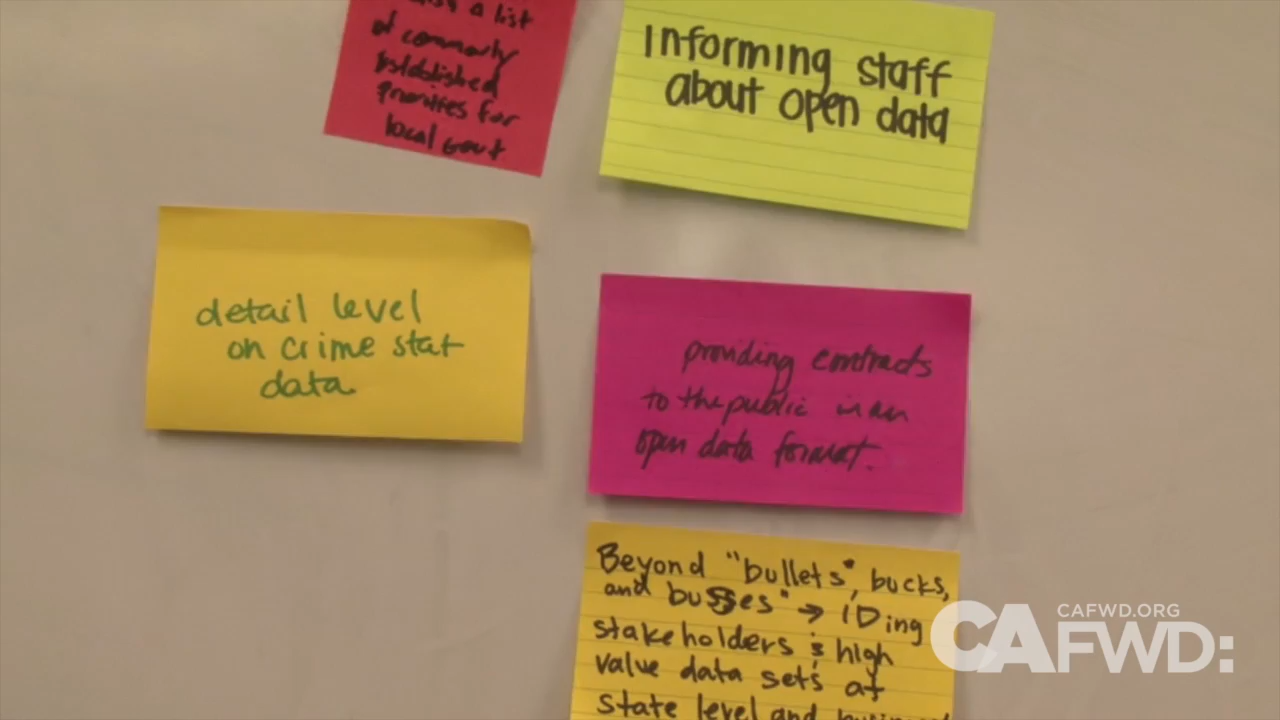 a list
of commonly
established
priorities for
local govt
Informing staff
about open data
detail level
on crime stat
data
providing contracts
to the public in an
open data format.
Beyond "bullets", bucks,
and busses" → IDing
stakeholders & high
value data sets at
state level and
CAFWD.ORG
CAFWD: